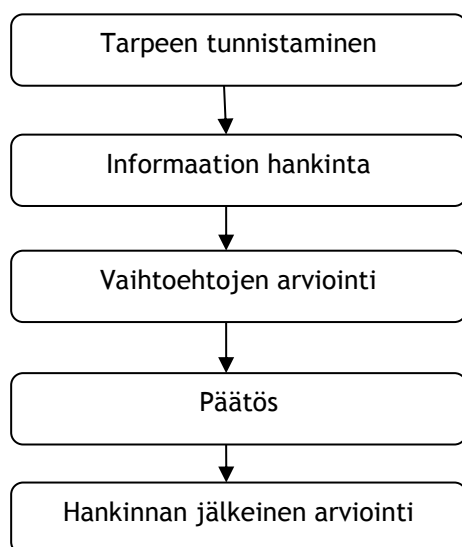 Tarpeen tunnistaminen
Informaation hankinta
Vaihtoehtojen arviointi
Päätös
Hankinnan jälkeinen arviointi